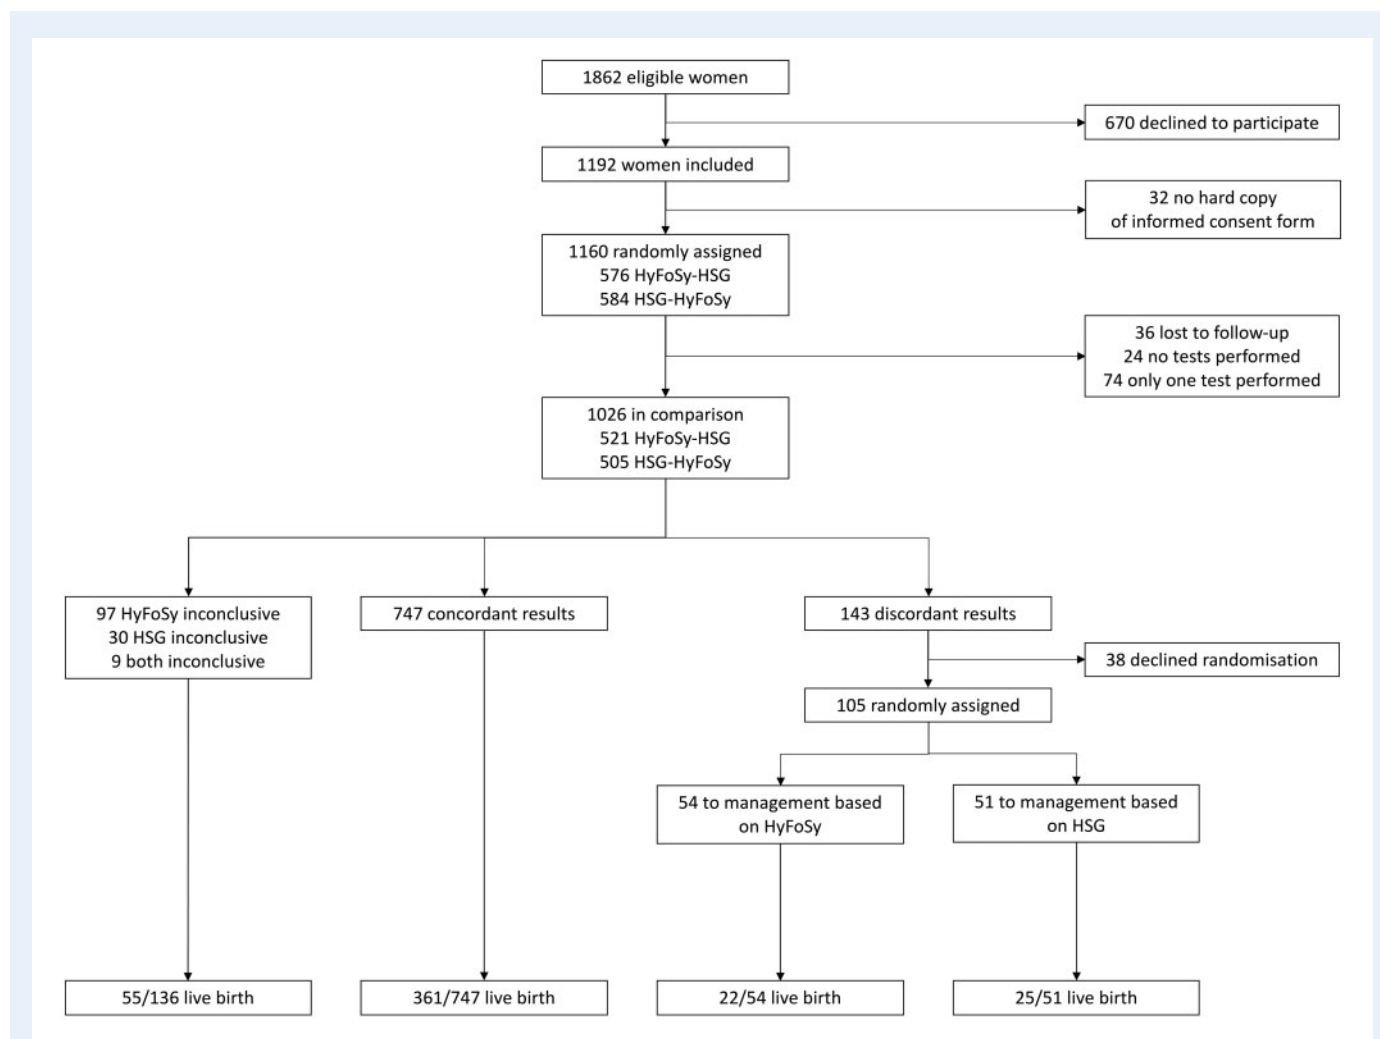 1862 eligible women
670 declined to participate
1192 women included
32 no hard copy
of informed consent form
1160 randomly assigned
576 HyFoSy-HSG
584 HSG-HyFoSy
36 lost to follow-up
24 no tests performed
74 only one test performed
1026 in comparison
521 HyFoSy-HSG
505 HSG-HyFoSy
97 HyFoSy inconclusive
30 HSG inconclusive
9 both inconclusive
747 concordant results
143 discordant results
38 declined randomisation
105 randomly assigned
54 to management based
on HyFoSy
51 to management based
on HSG
55/136 live birth
361/747 live birth
22/54 live birth
25/51 live birth